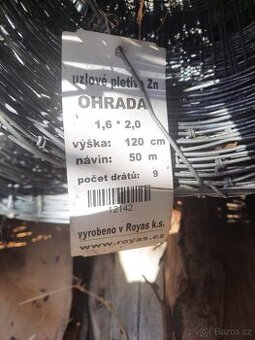 uzlové pletivo Zn
OHRADA
1,6 * 2,0
výška: 120 cm
návin: 50 m
počet drátů: 9
12142
vyrobeno v Royas k.s.
www.royas.cz
Bazos.cz